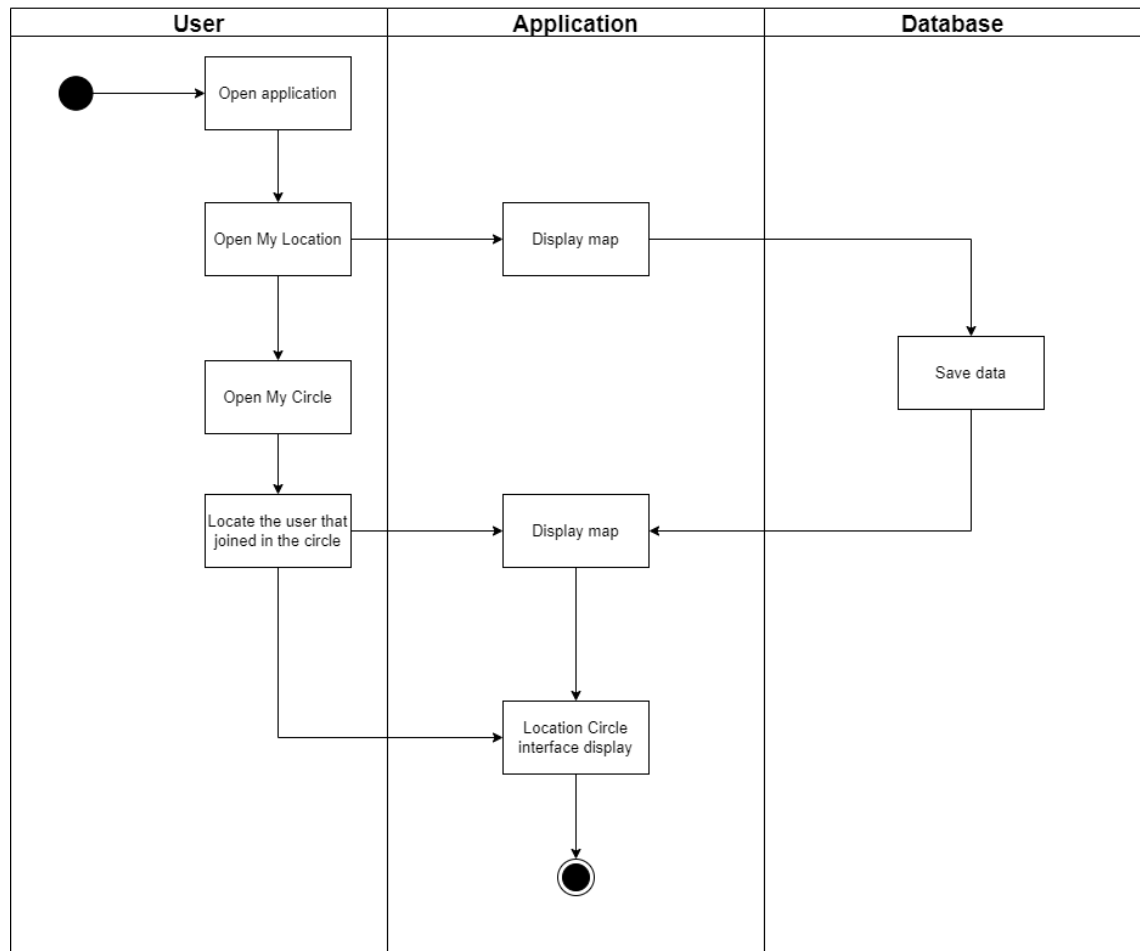 User
Application
Database
Open application
Open My Location
Display map
Save data
Open My Circle
Locate the user that
joined in the circle
Display map
Location Circle
interface display